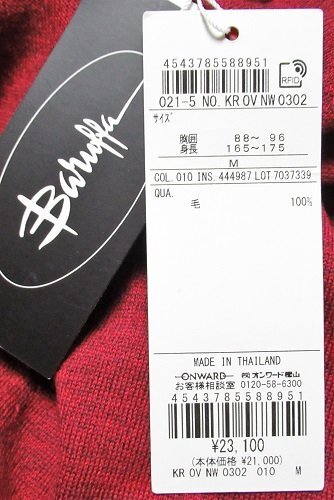 Baruffa
4543785588951
RFID
021-5 NO. KR OV NW 0302
サイズ
胸囲 88～ 96
身長 165～175
M
COL. 010 INS. 444987 LOT 7037339
QUA.
毛 100%
MADE IN THAILAND
ONWARD ㈱オンワード樫山
お客様相談室 0120-58-6300
4543785588951
¥23,100
(本体価格 ¥21,000)
KR OV NW 0302 010 M